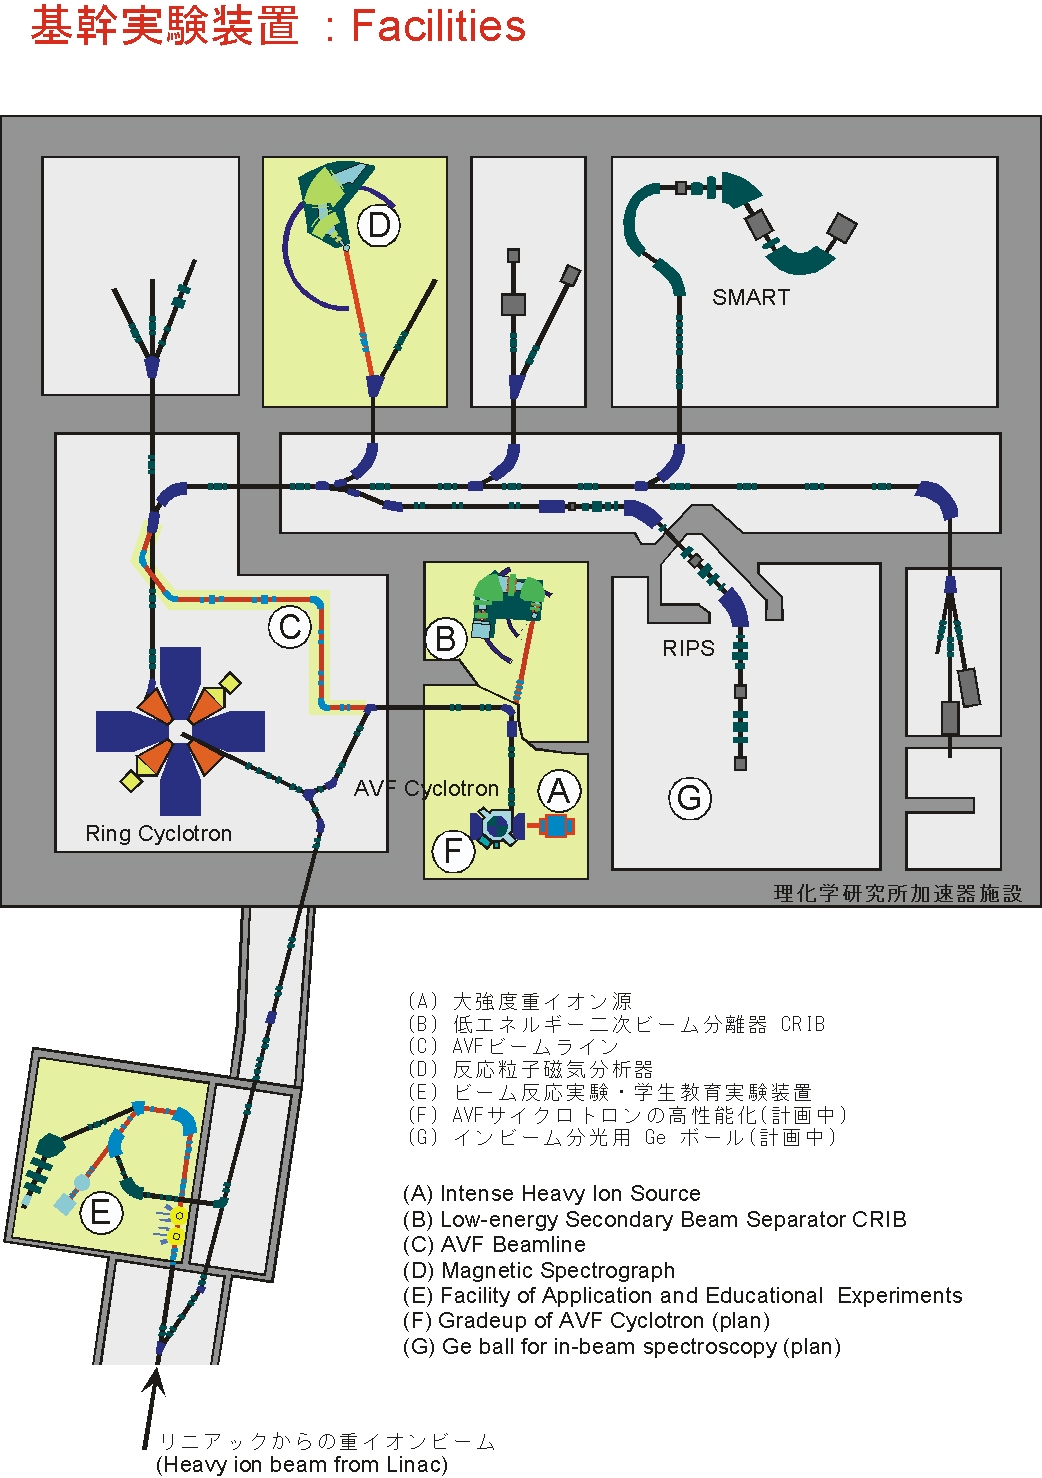 基幹実験装置 : Facilities
D
SMART
C
B
RIPS
AVF Cyclotron
A
G
Ring Cyclotron
F
理化学研究所加速器施設
(A) 大強度重イオン源
(B) 低エネルギー二次ビーム分離器 CRIB
(C) AVFビームライン
(D) 反応粒子磁気分析器
(E) ビーム反応実験・学生教育実験装置
(F) AVFサイクロトロンの高性能化(計画中)
(G) インビーム分光用 Ge ボール(計画中)
E
(A) Intense Heavy Ion Source
(B) Low-energy Secondary Beam Separator CRIB
(C) AVF Beamline
(D) Magnetic Spectrograph
(E) Facility of Application and Educational Experiments
(F) Gradeup of AVF Cyclotron (plan)
(G) Ge ball for in-beam spectroscopy (plan)
リニアックからの重イオンビーム
(Heavy ion beam from Linac)